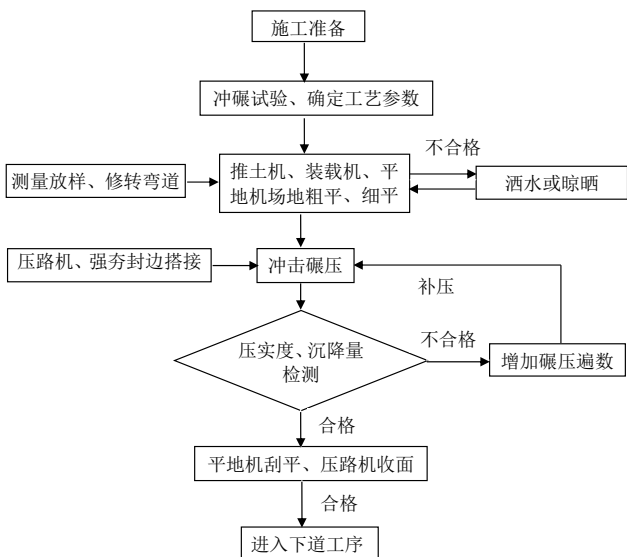 施工准备
冲碾试验、确定工艺参数
不合格
测量放样、修转弯道
推土机、装载机、平
地机场地粗平、细平
洒水或晾晒
压路机、强夯封边搭接
冲击碾压
补压
压实度、沉降量
检测
不合格
增加碾压遍数
合格
平地机刮平、压路机收面
合格
进入下道工序